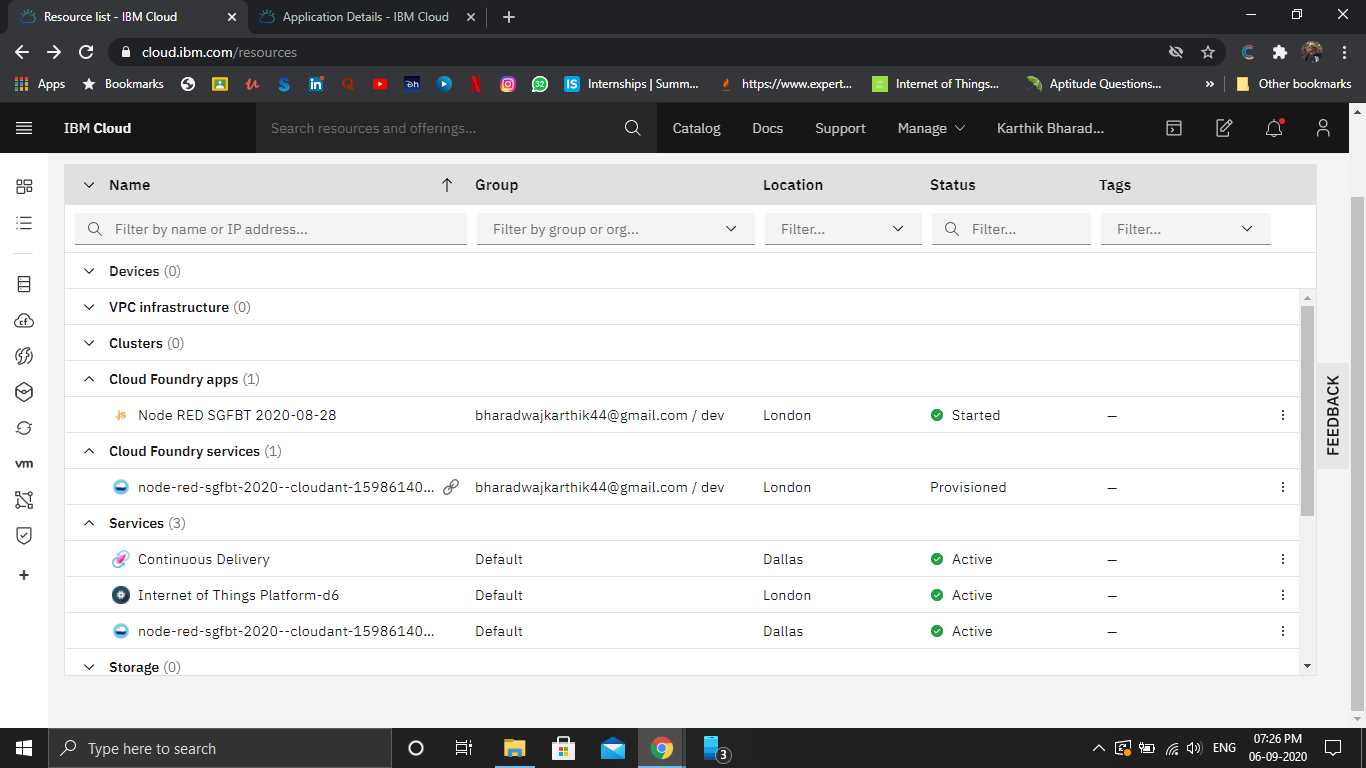 Resource list - IBM Cloud
Application Details - IBM Cloud
cloud.ibm.com/resources
Apps
Bookmarks
Internships | Summ...
https://www.expert...
Internet of Things...
Aptitude Questions...
»
Other bookmarks
IBM Cloud
Search resources and offerings...
Catalog
Docs
Support
Manage
Karthik Bharad...
Name
Group
Location
Status
Tags
Filter by name or IP address...
Filter by group or org...
Filter...
Filter...
Filter...
Devices (0)
VPC infrastructure (0)
Clusters (0)
Cloud Foundry apps (1)
Node RED SGFBT 2020-08-28
bharadwajkarthik44@gmail.com / dev
London
Started
–
Cloud Foundry services (1)
node-red-sgfbt-2020--cloudant-15986140...
bharadwajkarthik44@gmail.com / dev
London
Provisioned
–
Services (3)
Continuous Delivery
Default
Dallas
Active
–
Internet of Things Platform-d6
Default
London
Active
–
node-red-sgfbt-2020--cloudant-15986140...
Default
Dallas
Active
–
Storage (0)
FEEDBACK
vm
Type here to search
3
ENG
07:26 PM
06-09-2020